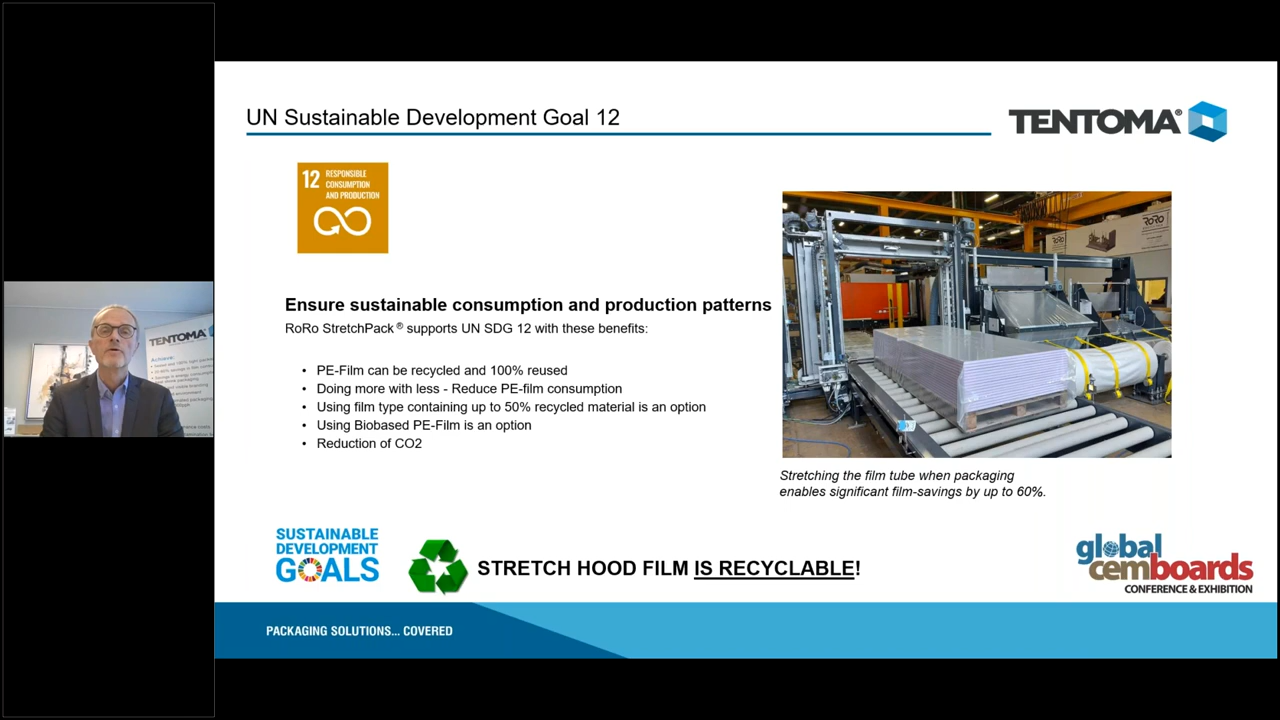 UN Sustainable Development Goal 12
TENTOMA®
12 RESPONSIBLE
CONSUMPTION
AND PRODUCTION
Ensure sustainable consumption and production patterns
RoRo StretchPack ® supports UN SDG 12 with these benefits:
• PE-Film can be recycled and 100% reused
• Doing more with less - Reduce PE-film consumption
• Using film type containing up to 50% recycled material is an option
• Using Biobased PE-Film is an option
• Reduction of CO2
RoRo
Stretching the film tube when packaging
enables significant film-savings by up to 60%.
TENTOMA
Achieve:
SUSTAINABLE
DEVELOPMENT
GOALS
STRETCH HOOD FILM IS RECYCLABLE!
global
cemboards
CONFERENCE & EXHIBITION
PACKAGING SOLUTIONS... COVERED